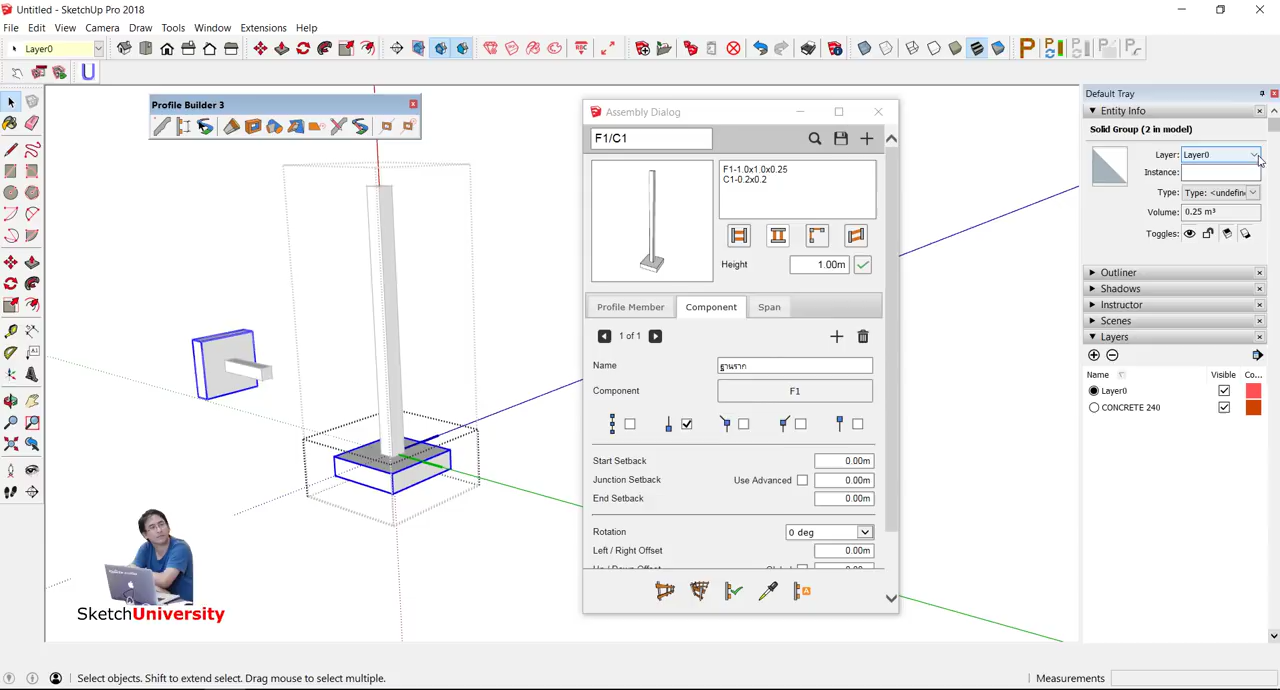 Untitled - SketchUp Pro 2018
File Edit View Camera Draw Tools Window Extensions Help
Layer0
Profile Builder 3
Assembly Dialog
F1/C1
F1-1.0x1.0x0.25
C1-0.2x0.2
Height 1.00m
Profile Member Component Span
1 of 1
Name ฐานราก
Component F1
Start Setback 0.00m
Junction Setback Use Advanced 0.00m
End Setback 0.00m
Rotation 0 deg
Left / Right Offset 0.00m
Default Tray
Entity Info
Solid Group (2 in model)
Layer: Layer0
Instance:
Type: Type: <undefin
Volume: 0.25 m³
Toggles:
Outliner
Shadows
Instructor
Scenes
Layers
Name Visible Co...
Layer0
CONCRETE 240
SketchUniversity
Select objects. Shift to extend select. Drag mouse to select multiple.
Measurements